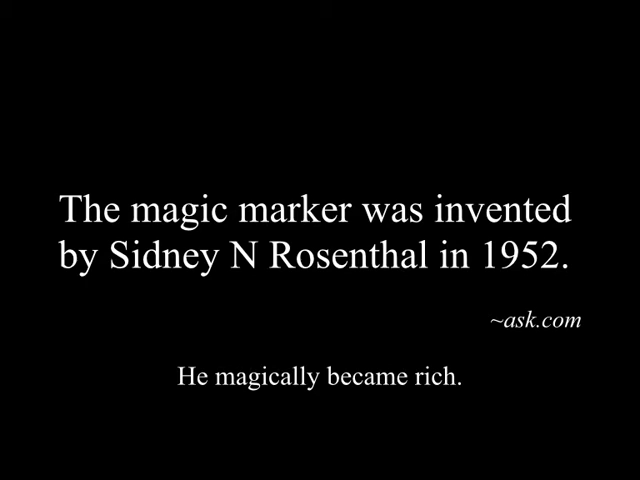 The magic marker was invented
by Sidney N Rosenthal in 1952.
~ask.com
He magically became rich.